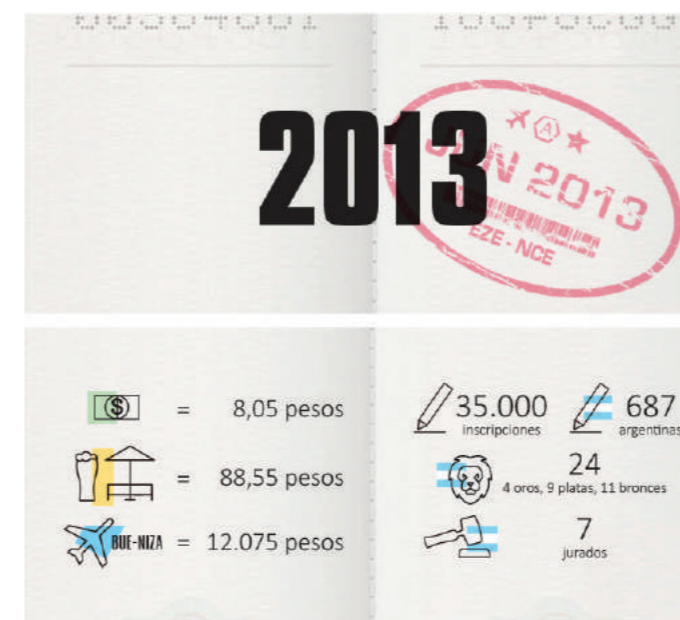 2013
A
JUN 2013
EZE - NCE
$ = 8,05 pesos
= 88,55 pesos
BUE-NIZA = 12.075 pesos
35.000
inscripciones
687
argentinas
24
4 oros, 9 platas, 11 bronces
7
jurados